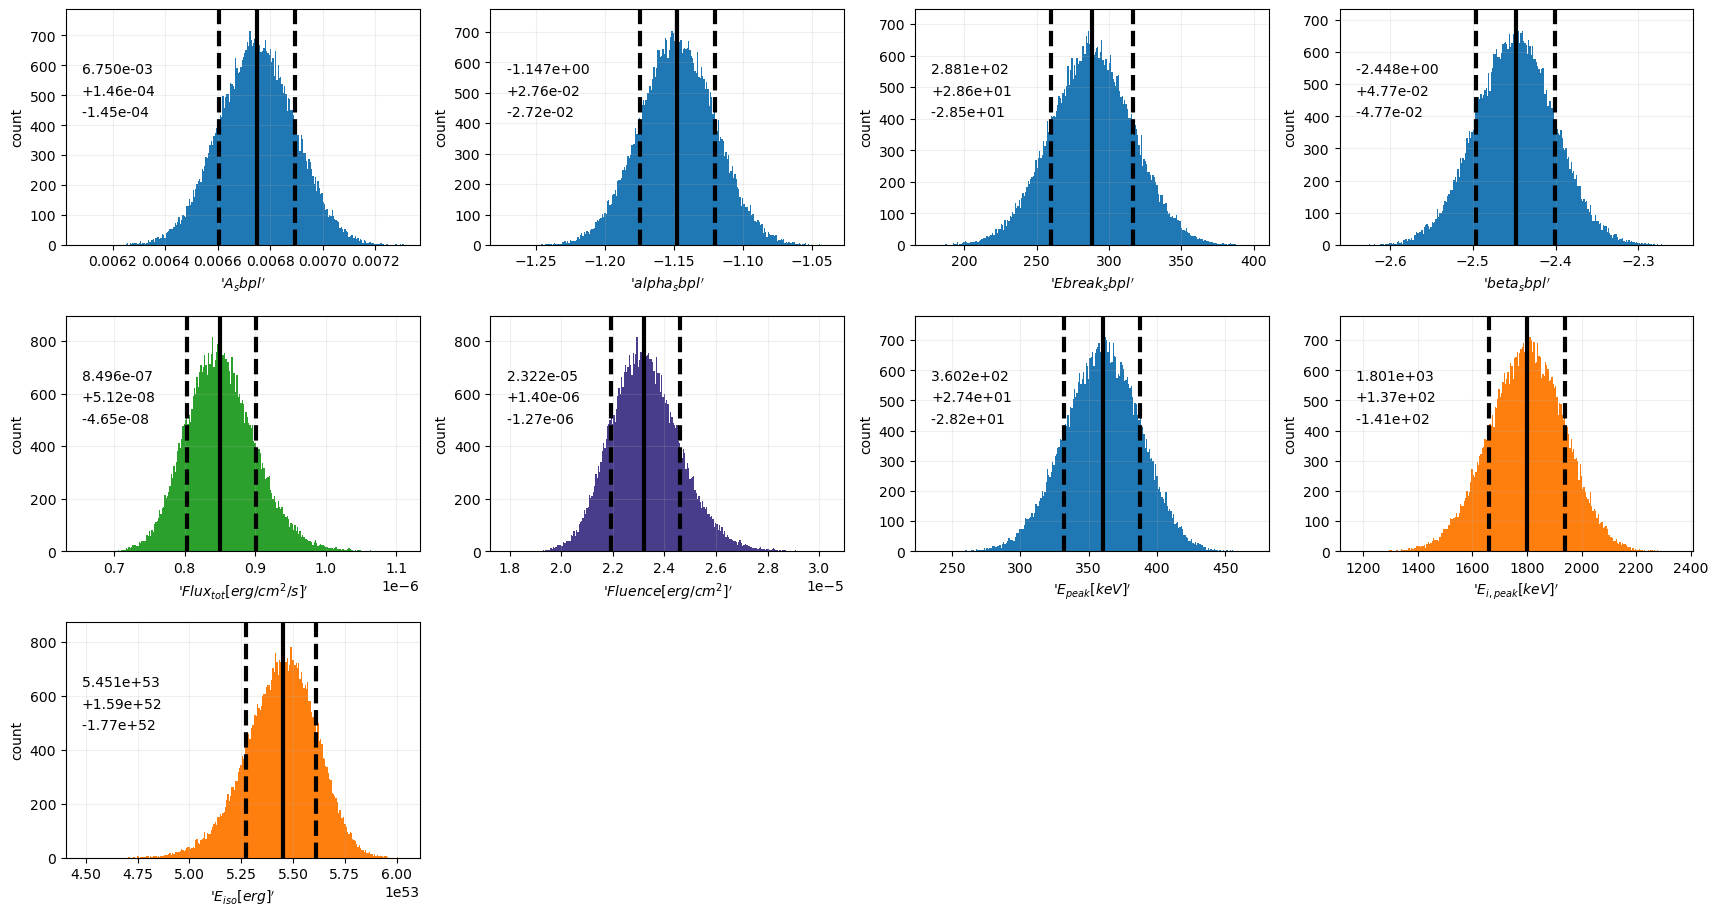 6.750e-03
+1.46e-04
-1.45e-04
count
0 100 200 300 400 500 600 700
0.0062 0.0064 0.0066 0.0068 0.0070 0.0072
'A_sbpl'
-1.147e+00
+2.76e-02
-2.72e-02
count
0 100 200 300 400 500 600 700
−1.25 −1.20 −1.15 −1.10 −1.05
'alpha_sbpl'
2.881e+02
+2.86e+01
-2.85e+01
count
0 100 200 300 400 500 600 700
200 250 300 350 400
'Ebreak_sbpl'
-2.448e+00
+4.77e-02
-4.77e-02
count
0 100 200 300 400 500 600 700
−2.6 −2.5 −2.4 −2.3
'beta_sbpl'
8.496e-07
+5.12e-08
-4.65e-08
count
0 200 400 600 800
0.7 0.8 0.9 1.0 1.1
1e−6
'Flux_tot[erg/cm²/s]'
2.322e-05
+1.40e-06
-1.27e-06
count
0 200 400 600 800
1.8 2.0 2.2 2.4 2.6 2.8 3.0
1e−5
'Fluence[erg/cm²]'
3.602e+02
+2.74e+01
-2.82e+01
count
0 100 200 300 400 500 600 700
250 300 350 400 450
'E_peak[keV]'
1.801e+03
+1.37e+02
-1.41e+02
count
0 100 200 300 400 500 600 700
1200 1400 1600 1800 2000 2200 2400
'E_i,peak[keV]'
5.451e+53
+1.59e+52
-1.77e+52
count
0 200 400 600 800
4.50 4.75 5.00 5.25 5.50 5.75 6.00
1e53
'E_iso[erg]'